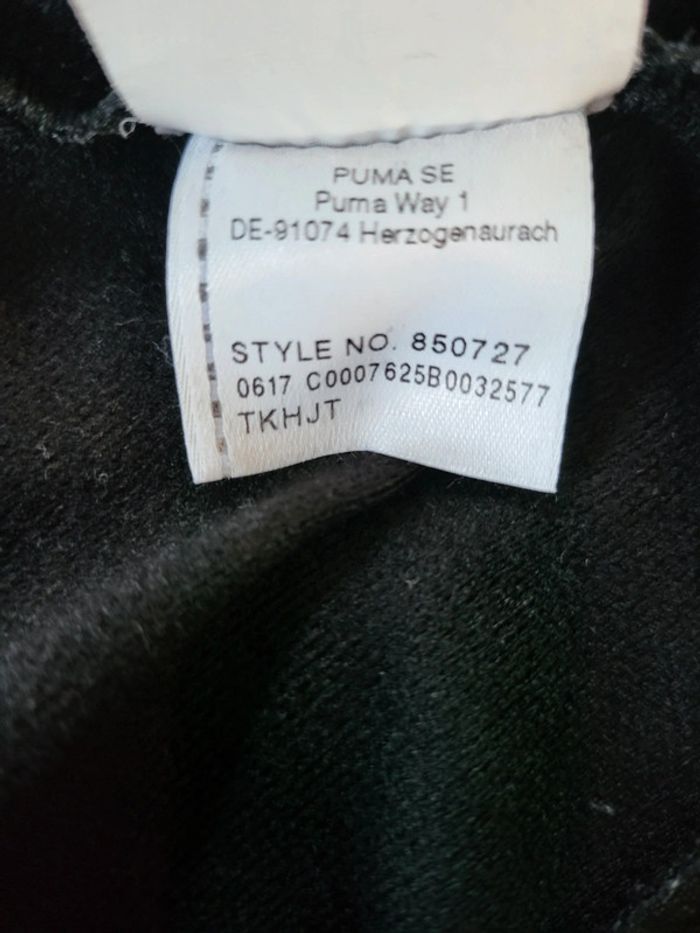 PUMA SE
Puma Way 1
DE-91074 Herzogenaurach
STYLE NO. 850727
0617 C0007625B0032577
TKHJT